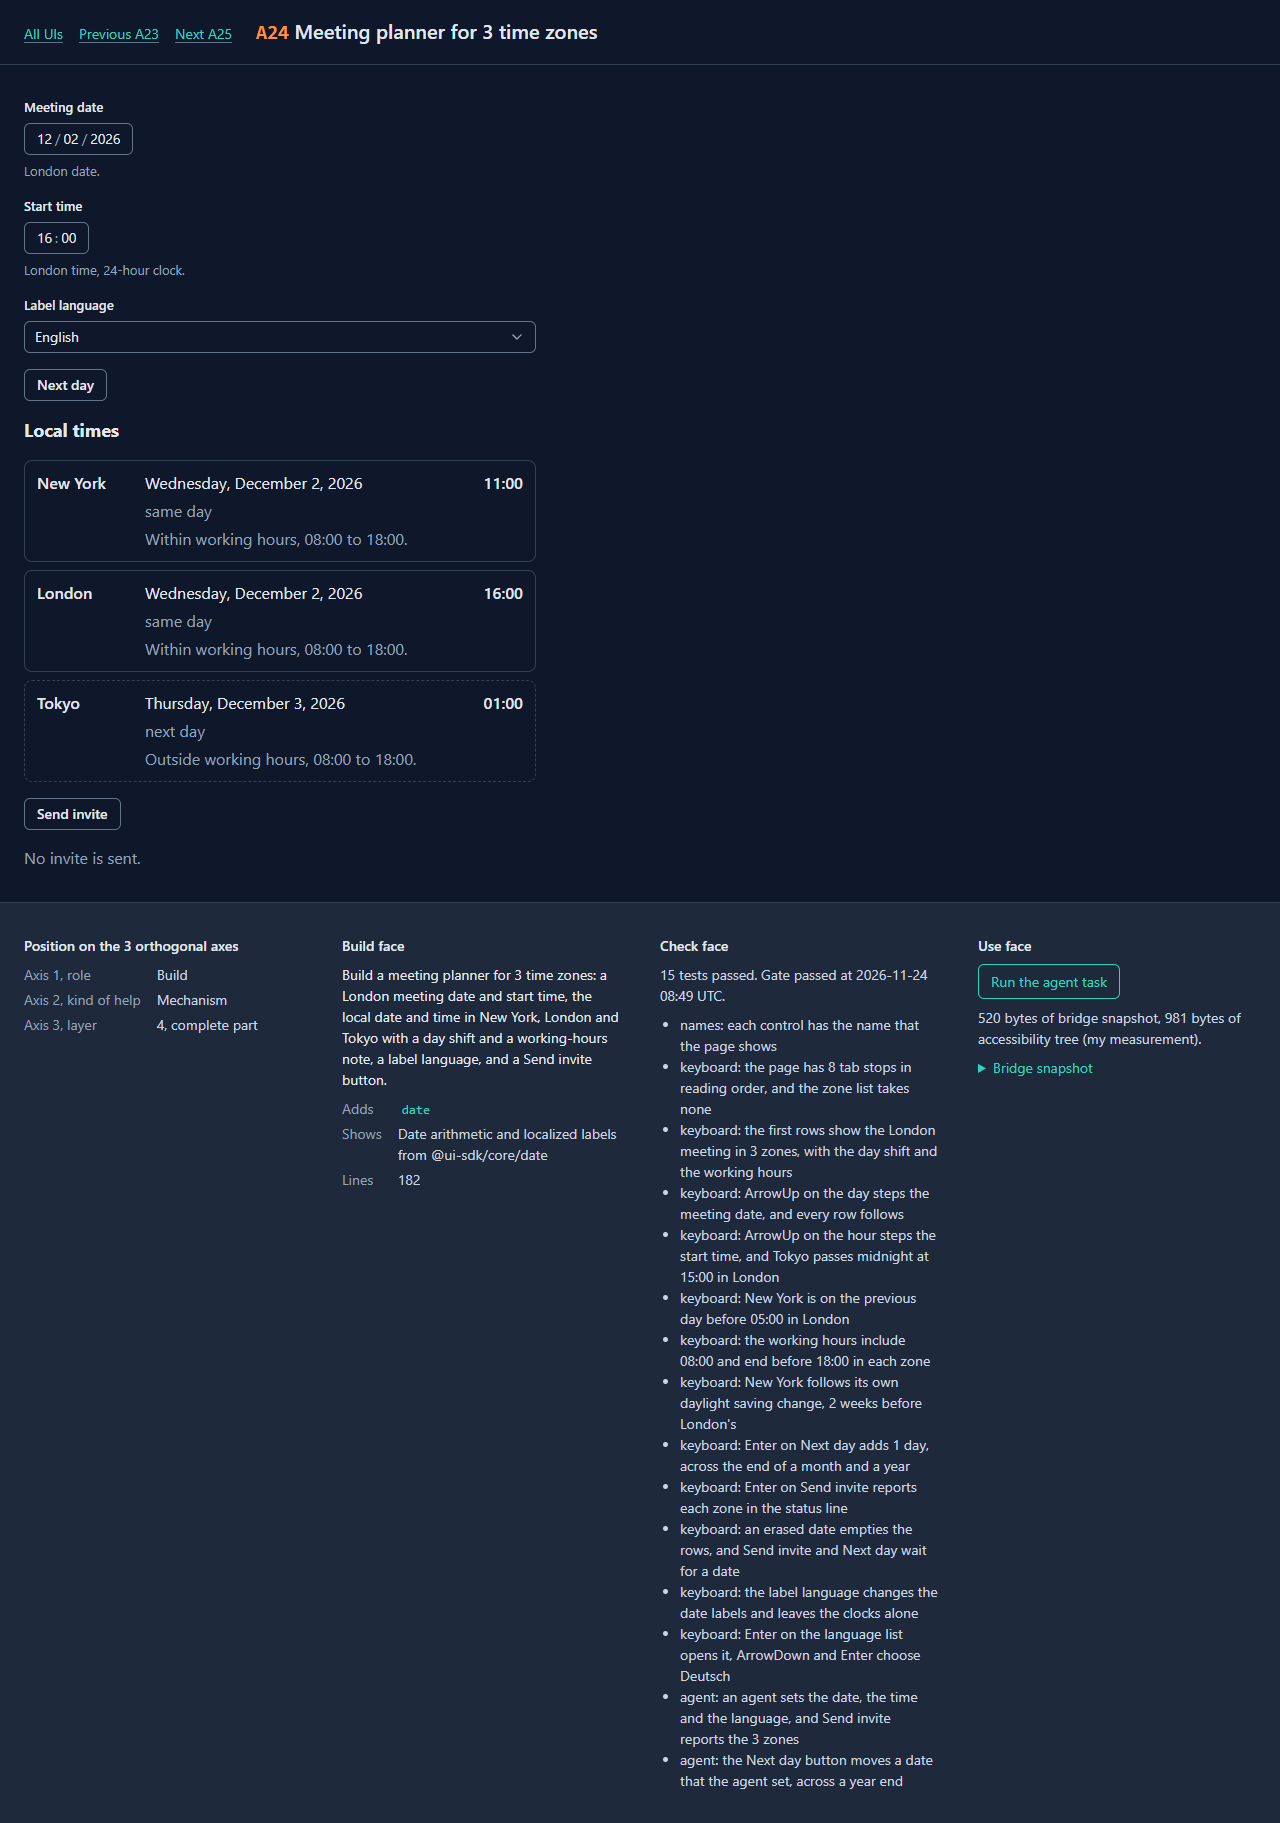 All UIs Previous A23 Next A25 A24 Meeting planner for 3 time zones
Meeting date
12 / 02 / 2026
London date.
Start time
16 : 00
London time, 24-hour clock.
Label language
English
Next day
Local times
New York Wednesday, December 2, 2026 11:00
same day
Within working hours, 08:00 to 18:00.
London Wednesday, December 2, 2026 16:00
same day
Within working hours, 08:00 to 18:00.
Tokyo Thursday, December 3, 2026 01:00
next day
Outside working hours, 08:00 to 18:00.
Send invite
No invite is sent.
Position on the 3 orthogonal axes
Axis 1, role Build
Axis 2, kind of help Mechanism
Axis 3, layer 4, complete part
Build face
Build a meeting planner for 3 time zones: a
London meeting date and start time, the
local date and time in New York, London and
Tokyo with a day shift and a working-hours
note, a label language, and a Send invite
button.
Adds date
Shows Date arithmetic and localized labels
from @ui-sdk/core/date
Lines 182
Check face
15 tests passed. Gate passed at 2026-11-24
08:49 UTC.
names: each control has the name that
the page shows
keyboard: the page has 8 tab stops in
reading order, and the zone list takes
none
keyboard: the first rows show the London
meeting in 3 zones, with the day shift and
the working hours
keyboard: ArrowUp on the day steps the
meeting date, and every row follows
keyboard: ArrowUp on the hour steps the
start time, and Tokyo passes midnight at
15:00 in London
keyboard: New York is on the previous
day before 05:00 in London
keyboard: the working hours include
08:00 and end before 18:00 in each zone
keyboard: New York follows its own
daylight saving change, 2 weeks before
London's
keyboard: Enter on Next day adds 1 day,
across the end of a month and a year
keyboard: Enter on Send invite reports
each zone in the status line
keyboard: an erased date empties the
rows, and Send invite and Next day wait
for a date
keyboard: the label language changes the
date labels and leaves the clocks alone
keyboard: Enter on the language list
opens it, ArrowDown and Enter choose
Deutsch
agent: an agent sets the date, the time
and the language, and Send invite
reports the 3 zones
agent: the Next day button moves a date
that the agent set, across a year end
Use face
Run the agent task
520 bytes of bridge snapshot, 981 bytes of
accessibility tree (my measurement).
Bridge snapshot